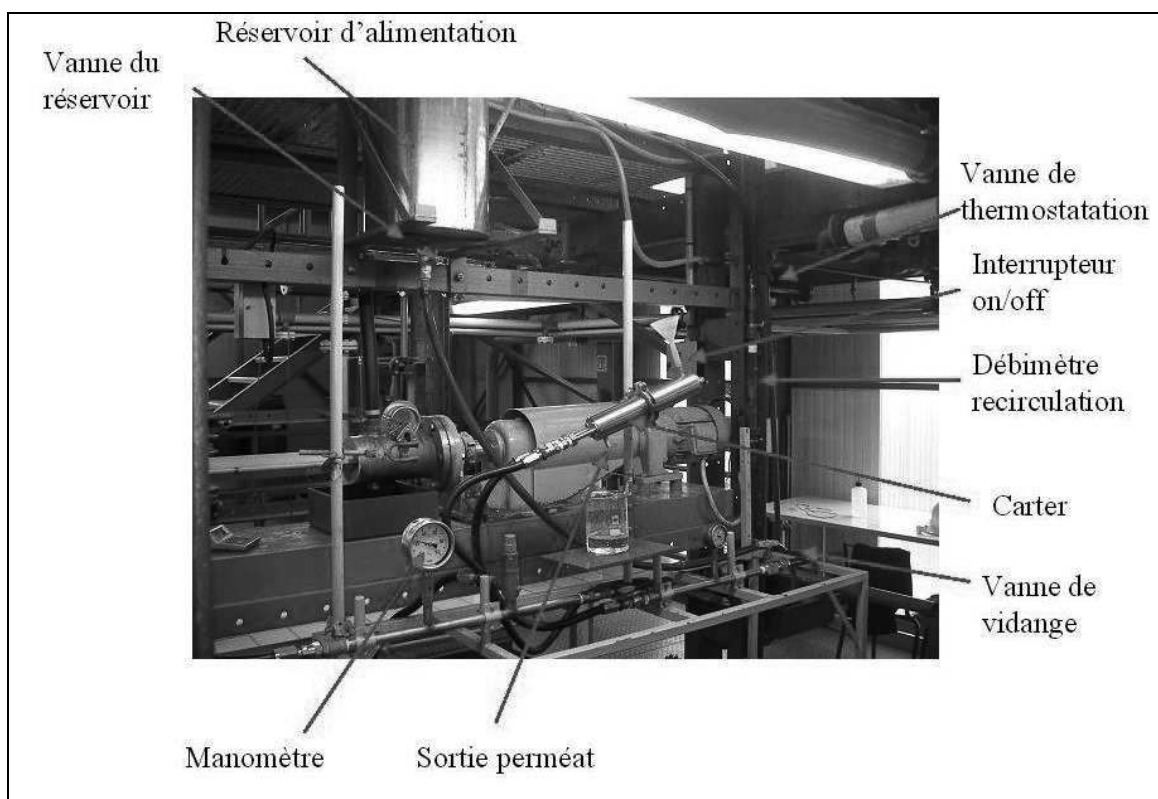 Réservoir d'alimentation
Vanne du
réservoir
Vanne de
thermostatation
Interrupteur
on/off
Débimètre
recirculation
Carter
Vanne de
vidange
Manomètre
Sortie perméat